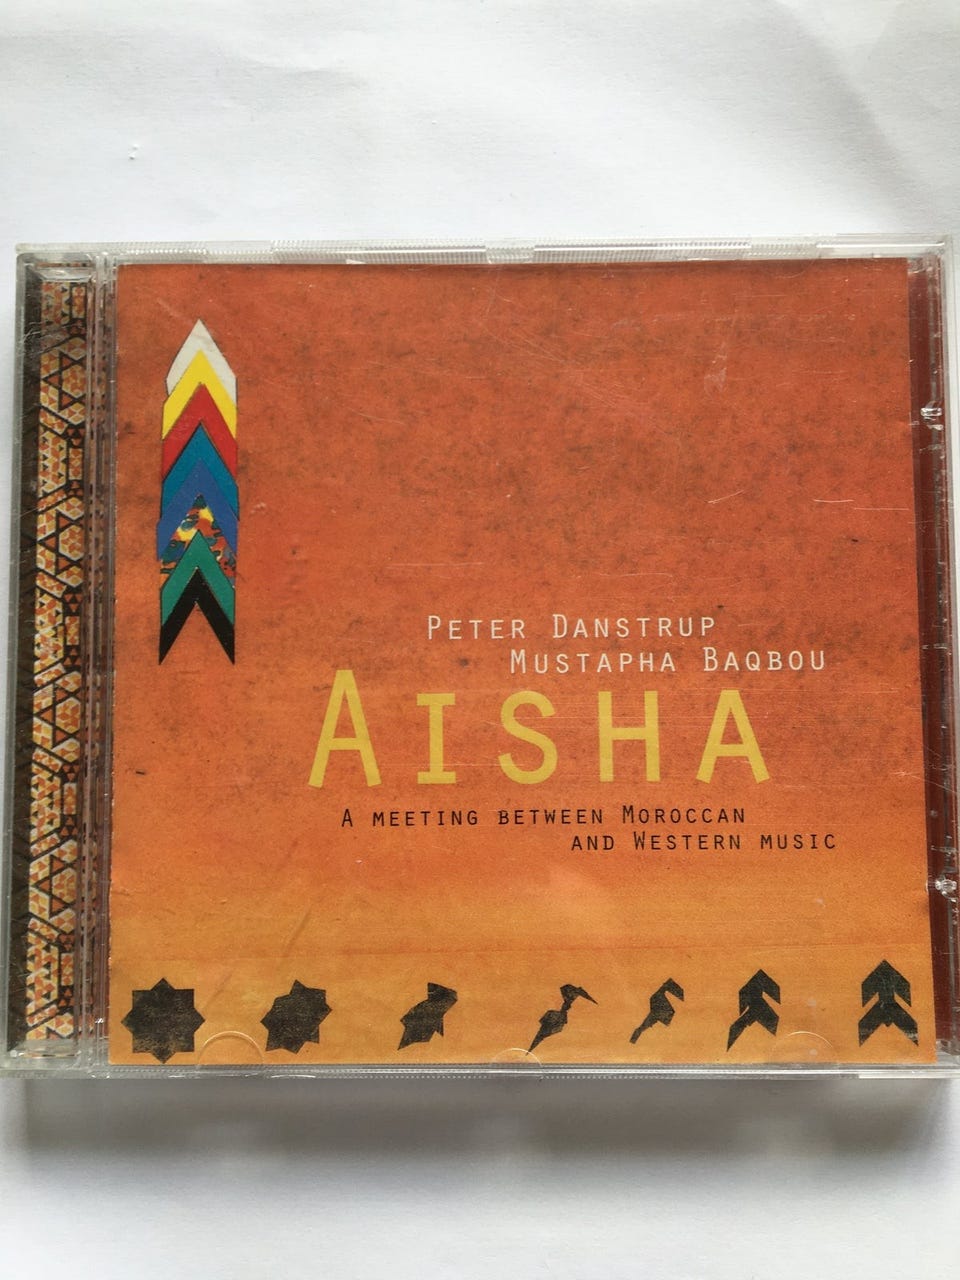 Peter Danstrup
Mustapha Baqbou
Aisha
A meeting between Moroccan
and Western music